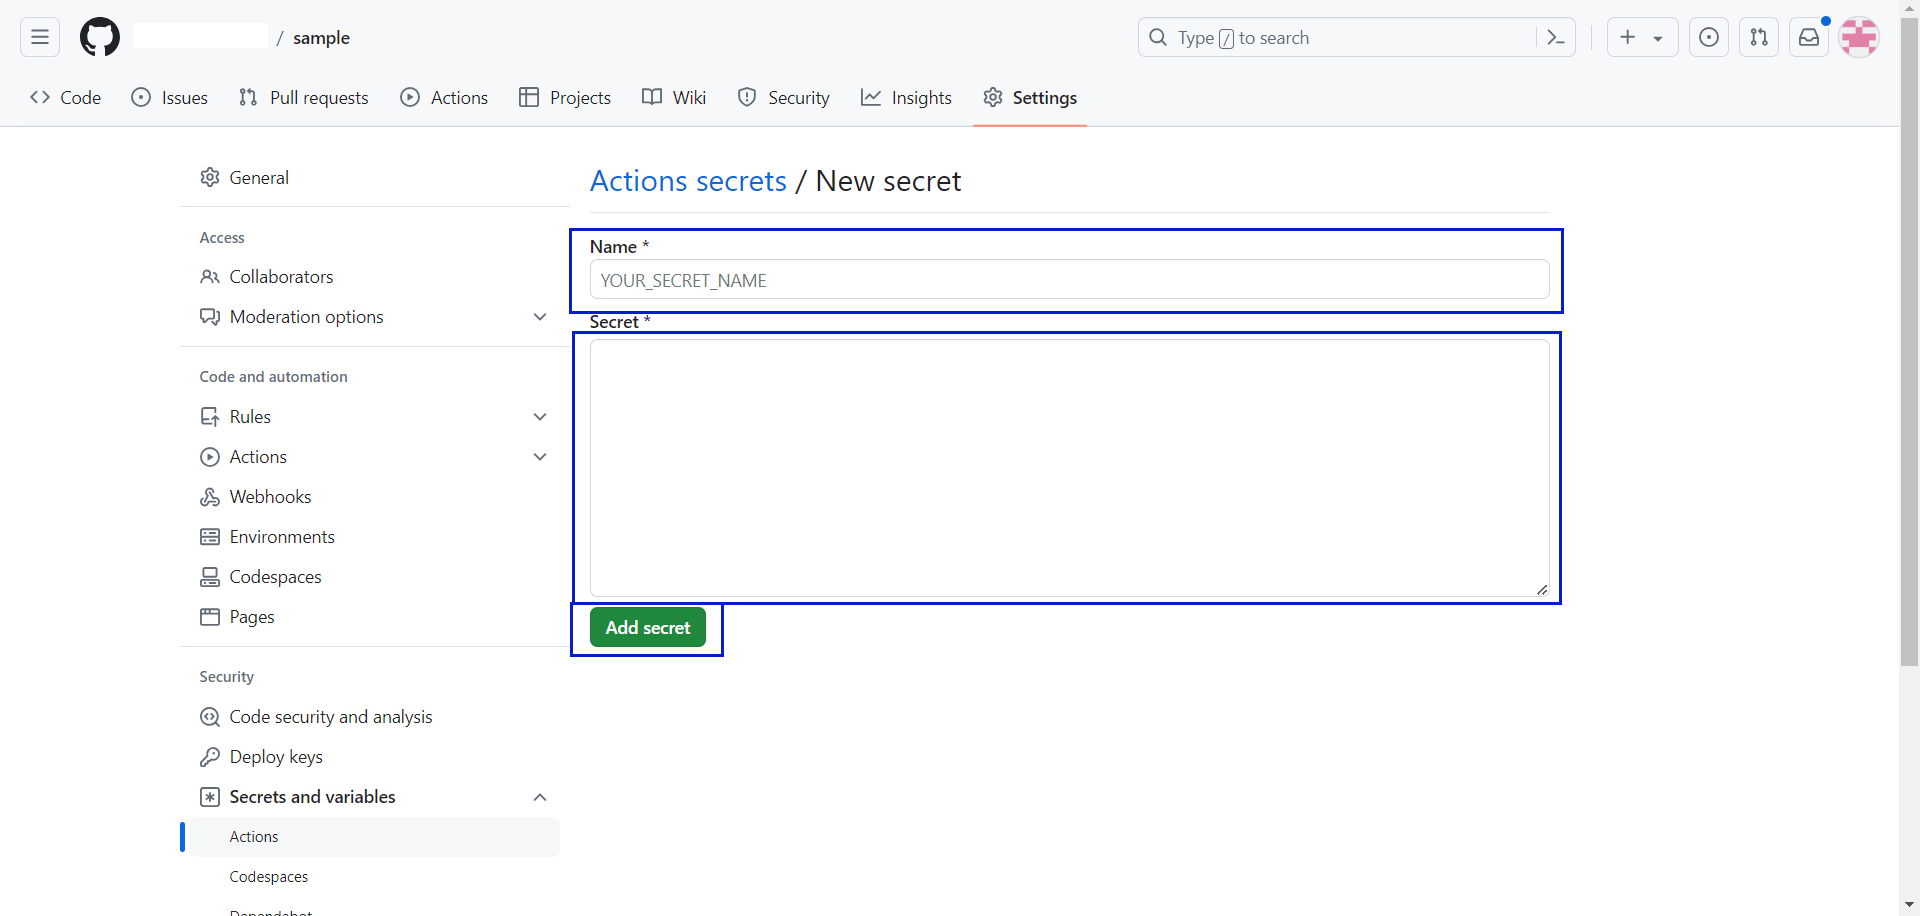 / sample
Type / to search
Code
Issues
Pull requests
Actions
Projects
Wiki
Security
Insights
Settings
General
Access
Collaborators
Moderation options
Code and automation
Rules
Actions
Webhooks
Environments
Codespaces
Pages
Security
Code security and analysis
Deploy keys
Secrets and variables
Actions
Codespaces
Dependabot
Actions secrets / New secret
Name *
YOUR_SECRET_NAME
Secret *
Add secret